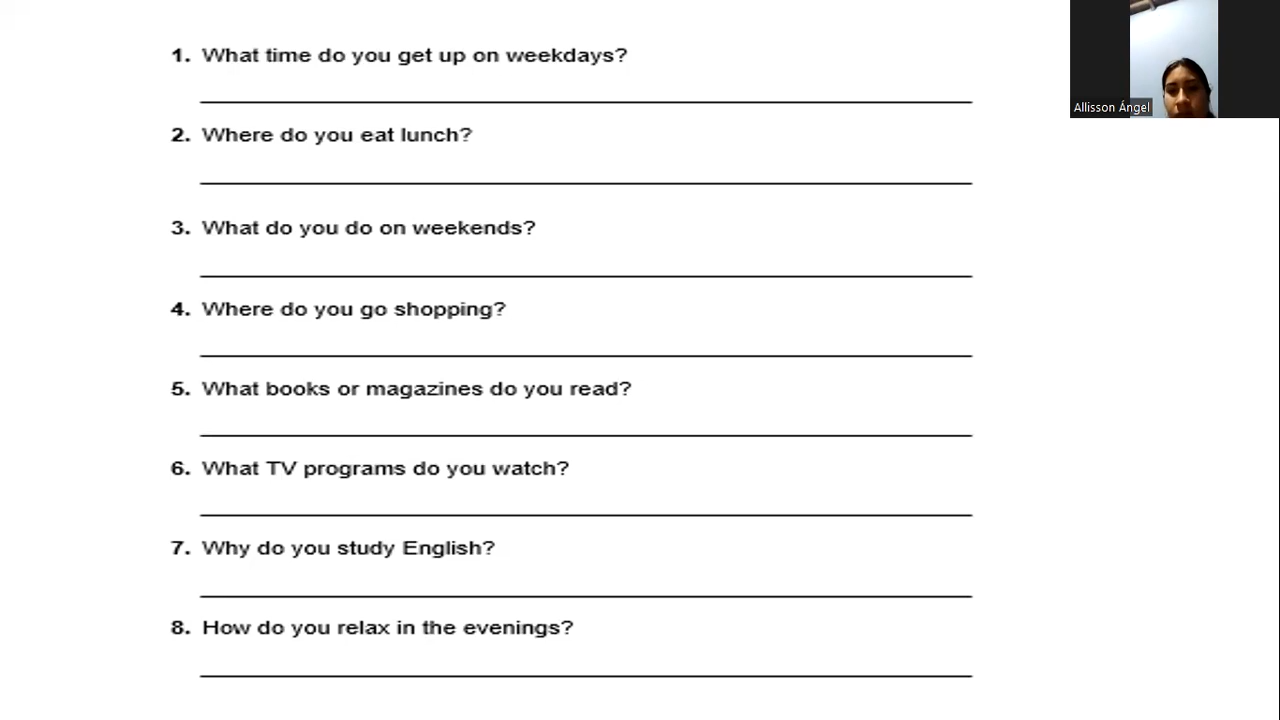 1. What time do you get up on weekdays?
2. Where do you eat lunch?
3. What do you do on weekends?
4. Where do you go shopping?
5. What books or magazines do you read?
6. What TV programs do you watch?
7. Why do you study English?
8. How do you relax in the evenings?
Allisson Ángel